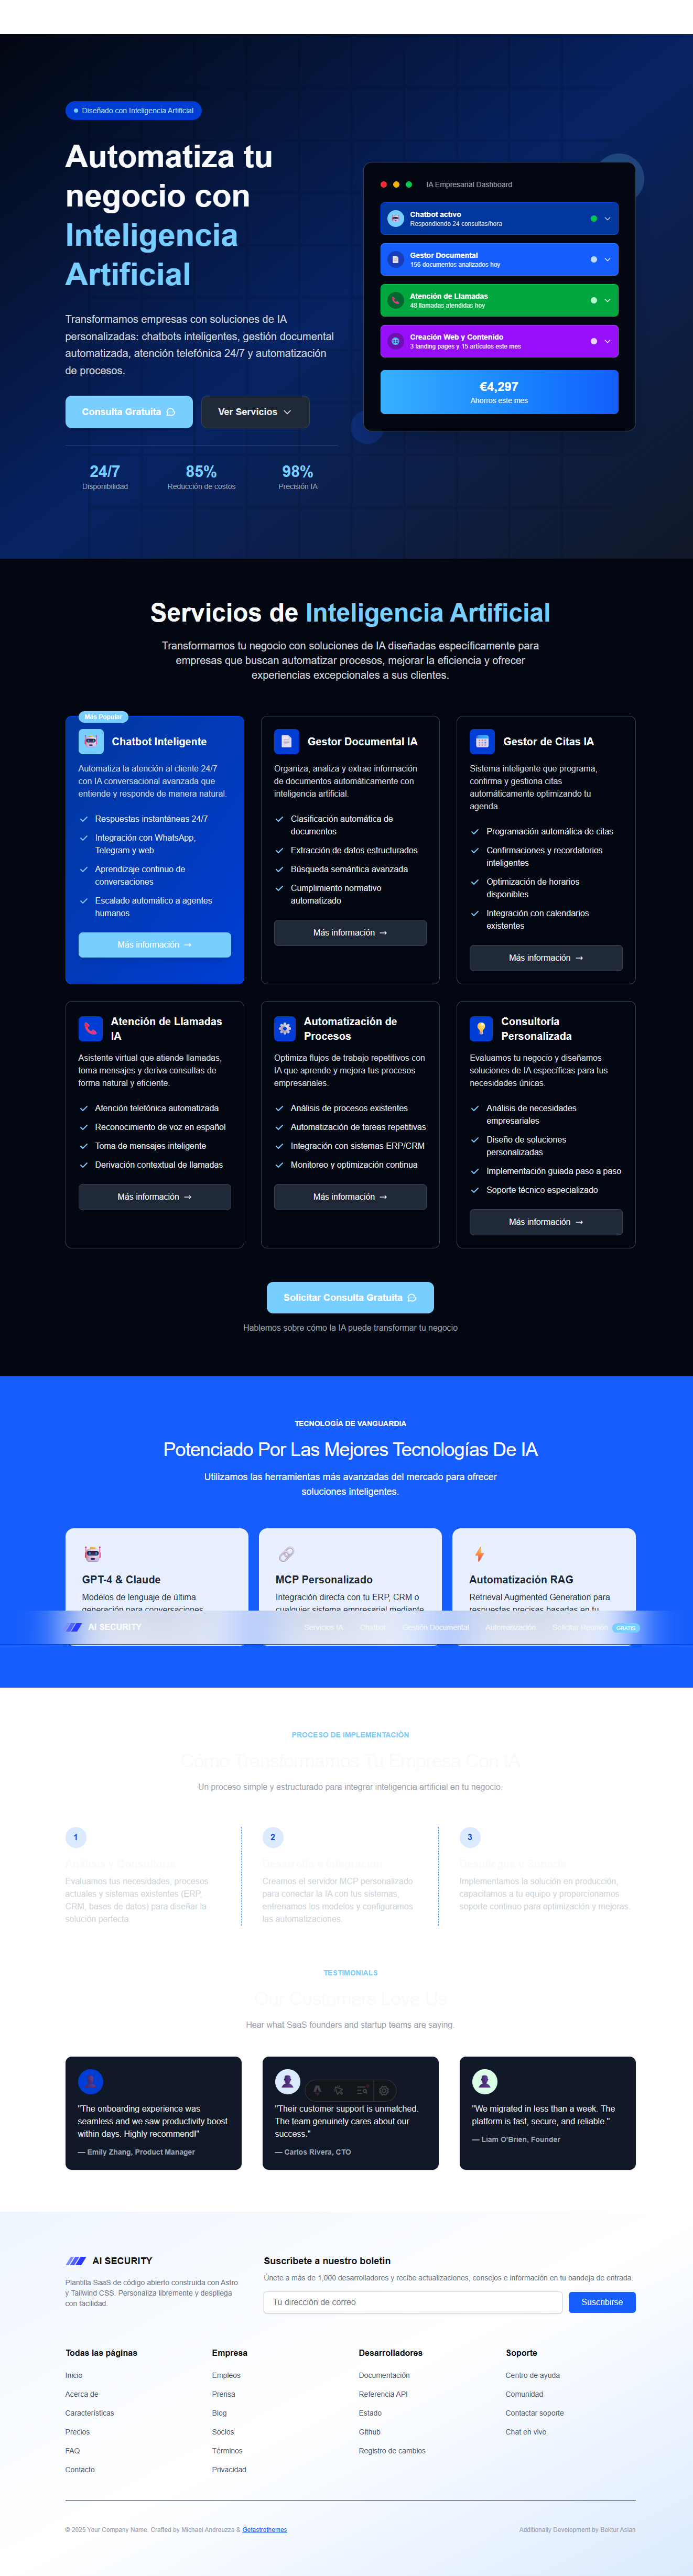 Diseñado con Inteligencia Artificial
Automatiza tu
negocio con
Inteligencia
Artificial
Transformamos empresas con soluciones de IA
personalizadas: chatbots inteligentes, gestión documental
automatizada, atención telefónica 24/7 y automatización
de procesos.
Consulta Gratuita
Ver Servicios
24/7
Disponibilidad
85%
Reducción de costos
98%
Precisión IA
IA Empresarial Dashboard
Chatbot activo
Respondiendo 24 consultas/hora
Gestor Documental
156 documentos analizados hoy
Atención de Llamadas
48 llamadas atendidas hoy
Creación Web y Contenido
3 landing pages y 15 artículos este mes
€4,297
Ahorros este mes
Servicios de Inteligencia Artificial
Transformamos tu negocio con soluciones de IA diseñadas específicamente para
empresas que buscan automatizar procesos, mejorar la eficiencia y ofrecer
experiencias excepcionales a sus clientes.
Más Popular
Chatbot Inteligente
Automatiza la atención al cliente 24/7
con IA conversacional avanzada que
entiende y responde de manera natural.
Respuestas instantáneas 24/7
Integración con WhatsApp,
Telegram y web
Aprendizaje continuo de
conversaciones
Escalado automático a agentes
humanos
Más información →
Gestor Documental IA
Organiza, analiza y extrae información
de documentos automáticamente con
inteligencia artificial.
Clasificación automática de
documentos
Extracción de datos estructurados
Búsqueda semántica avanzada
Cumplimiento normativo
automatizado
Más información →
Gestor de Citas IA
Sistema inteligente que programa,
confirma y gestiona citas
automáticamente optimizando tu
agenda.
Programación automática de citas
Confirmaciones y recordatorios
inteligentes
Optimización de horarios
disponibles
Integración con calendarios
existentes
Más información →
Atención de Llamadas
IA
Asistente virtual que atiende llamadas,
toma mensajes y deriva consultas de
forma natural y eficiente.
Atención telefónica automatizada
Reconocimiento de voz en español
Toma de mensajes inteligente
Derivación contextual de llamadas
Más información →
Automatización de
Procesos
Optimiza flujos de trabajo repetitivos con
IA que aprende y mejora tus procesos
empresariales.
Análisis de procesos existentes
Automatización de tareas repetitivas
Integración con sistemas ERP/CRM
Monitoreo y optimización continua
Más información →
Consultoría
Personalizada
Evaluamos tu negocio y diseñamos
soluciones de IA específicas para tus
necesidades únicas.
Análisis de necesidades
empresariales
Diseño de soluciones
personalizadas
Implementación guiada paso a paso
Soporte técnico especializado
Más información →
Solicitar Consulta Gratuita
Hablemos sobre cómo la IA puede transformar tu negocio
TECNOLOGÍA DE VANGUARDIA
Potenciado Por Las Mejores Tecnologías De IA
Utilizamos las herramientas más avanzadas del mercado para ofrecer
soluciones inteligentes.
GPT-4 & Claude
Modelos de lenguaje de última
generación para conversaciones
MCP Personalizado
Integración directa con tu ERP, CRM o
cualquier sistema empresarial mediante
Automatización RAG
Retrieval Augmented Generation para
respuestas precisas basadas en tu
AI SECURITY
Servicios IA
Chatbot
Gestión Documental
Automatización
Solicitar Reunión
GRATIS
PROCESO DE IMPLEMENTACIÓN
Cómo Transformamos Tu Empresa Con IA
Un proceso simple y estructurado para integrar inteligencia artificial en tu negocio.
1
Evaluamos tus necesidades, procesos
actuales y sistemas existentes (ERP,
CRM, bases de datos) para diseñar la
solución perfecta.
2
Creamos el servidor MCP personalizado
para conectar la IA con tus sistemas,
entrenamos los modelos y configuramos
las automatizaciones.
3
Implementamos la solución en producción,
capacitamos a tu equipo y proporcionamos
soporte continuo para optimización y mejoras.
TESTIMONIALS
Our Customers Love Us
Hear what SaaS founders and startup teams are saying.
"The onboarding experience was
seamless and we saw productivity boost
within days. Highly recommend!"
— Emily Zhang, Product Manager
"Their customer support is unmatched.
The team genuinely cares about our
success."
— Carlos Rivera, CTO
"We migrated in less than a week. The
platform is fast, secure, and reliable."
— Liam O'Brien, Founder
AI SECURITY
Plantilla SaaS de código abierto construida con Astro
y Tailwind CSS. Personaliza libremente y despliega
con facilidad.
Suscríbete a nuestro boletín
Únete a más de 1,000 desarrolladores y recibe actualizaciones, consejos e información en tu bandeja de entrada.
Tu dirección de correo
Suscribirse
Todas las páginas
Inicio
Acerca de
Características
Precios
FAQ
Contacto
Empresa
Empleos
Prensa
Blog
Socios
Términos
Privacidad
Desarrolladores
Documentación
Referencia API
Estado
Github
Registro de cambios
Soporte
Centro de ayuda
Comunidad
Contactar soporte
Chat en vivo
© 2025 Your Company Name. Crafted by Michael Andreuzza & Getastrothemes
Additionally Development by Bektur Aslan